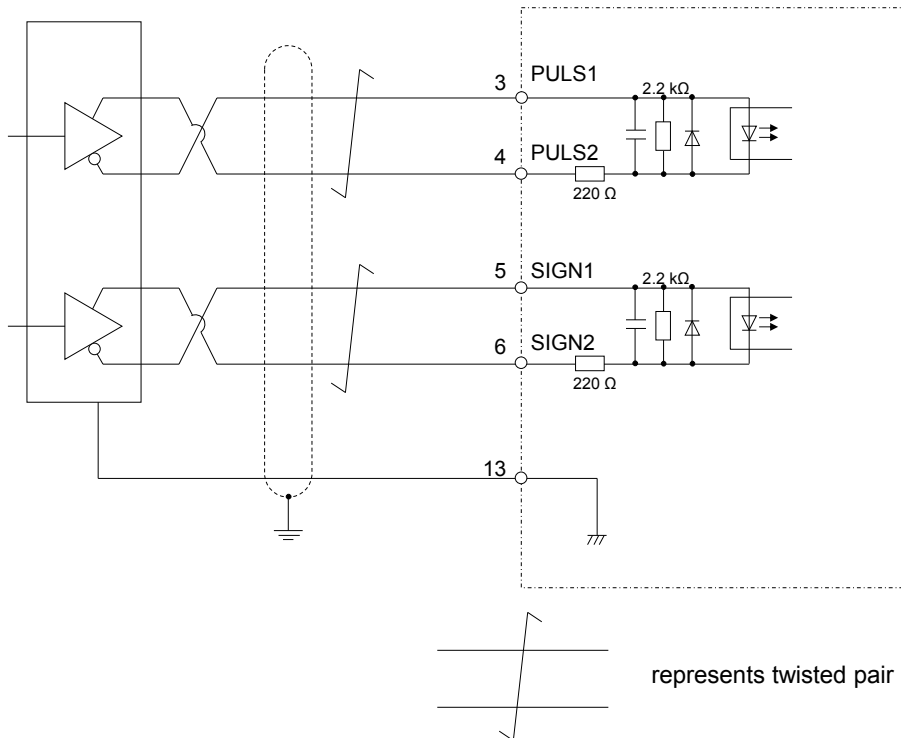 3 PULS1
2.2 kΩ
4 PULS2
220 Ω
5 SIGN1
2.2 kΩ
6 SIGN2
220 Ω
13
represents twisted pair